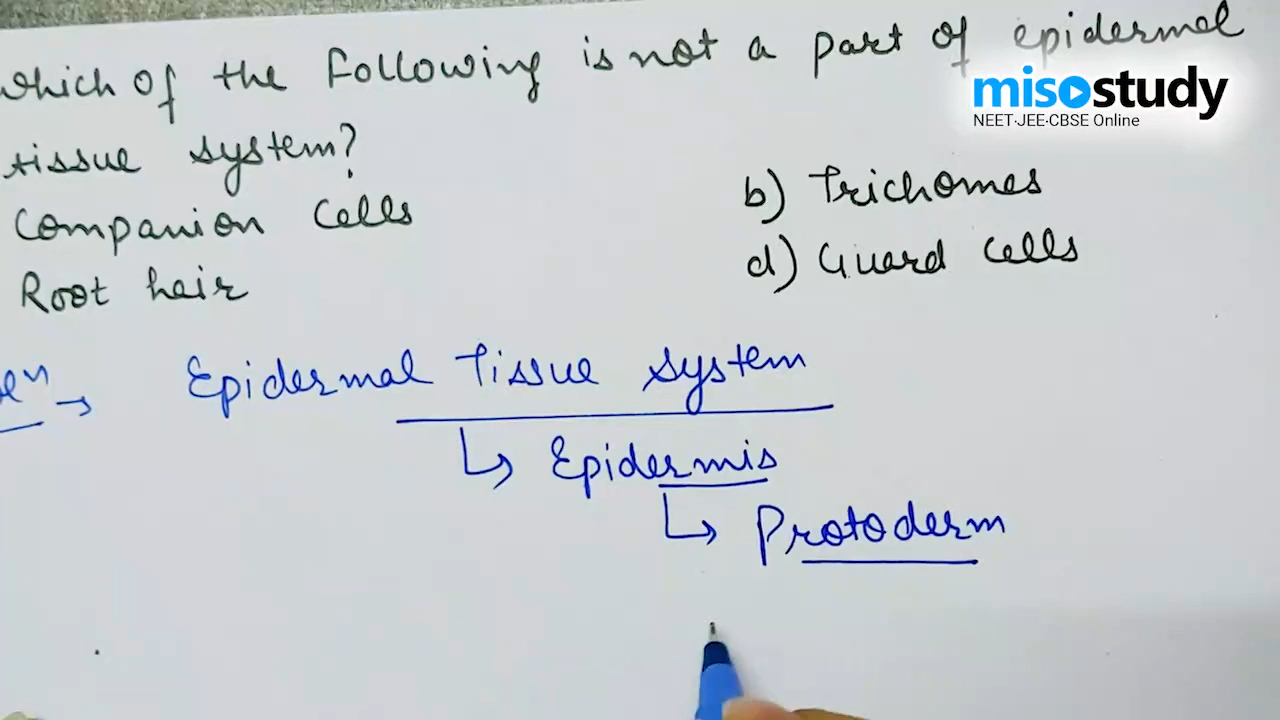 which of the following is not a part of epidermal
misostudy
NEET·JEE·CBSE Online
tissue system?
Companion Cells
b) Trichomes
Root hair
d) Guard cells
Epidermal Tissue system
Epidermis
Protoderm